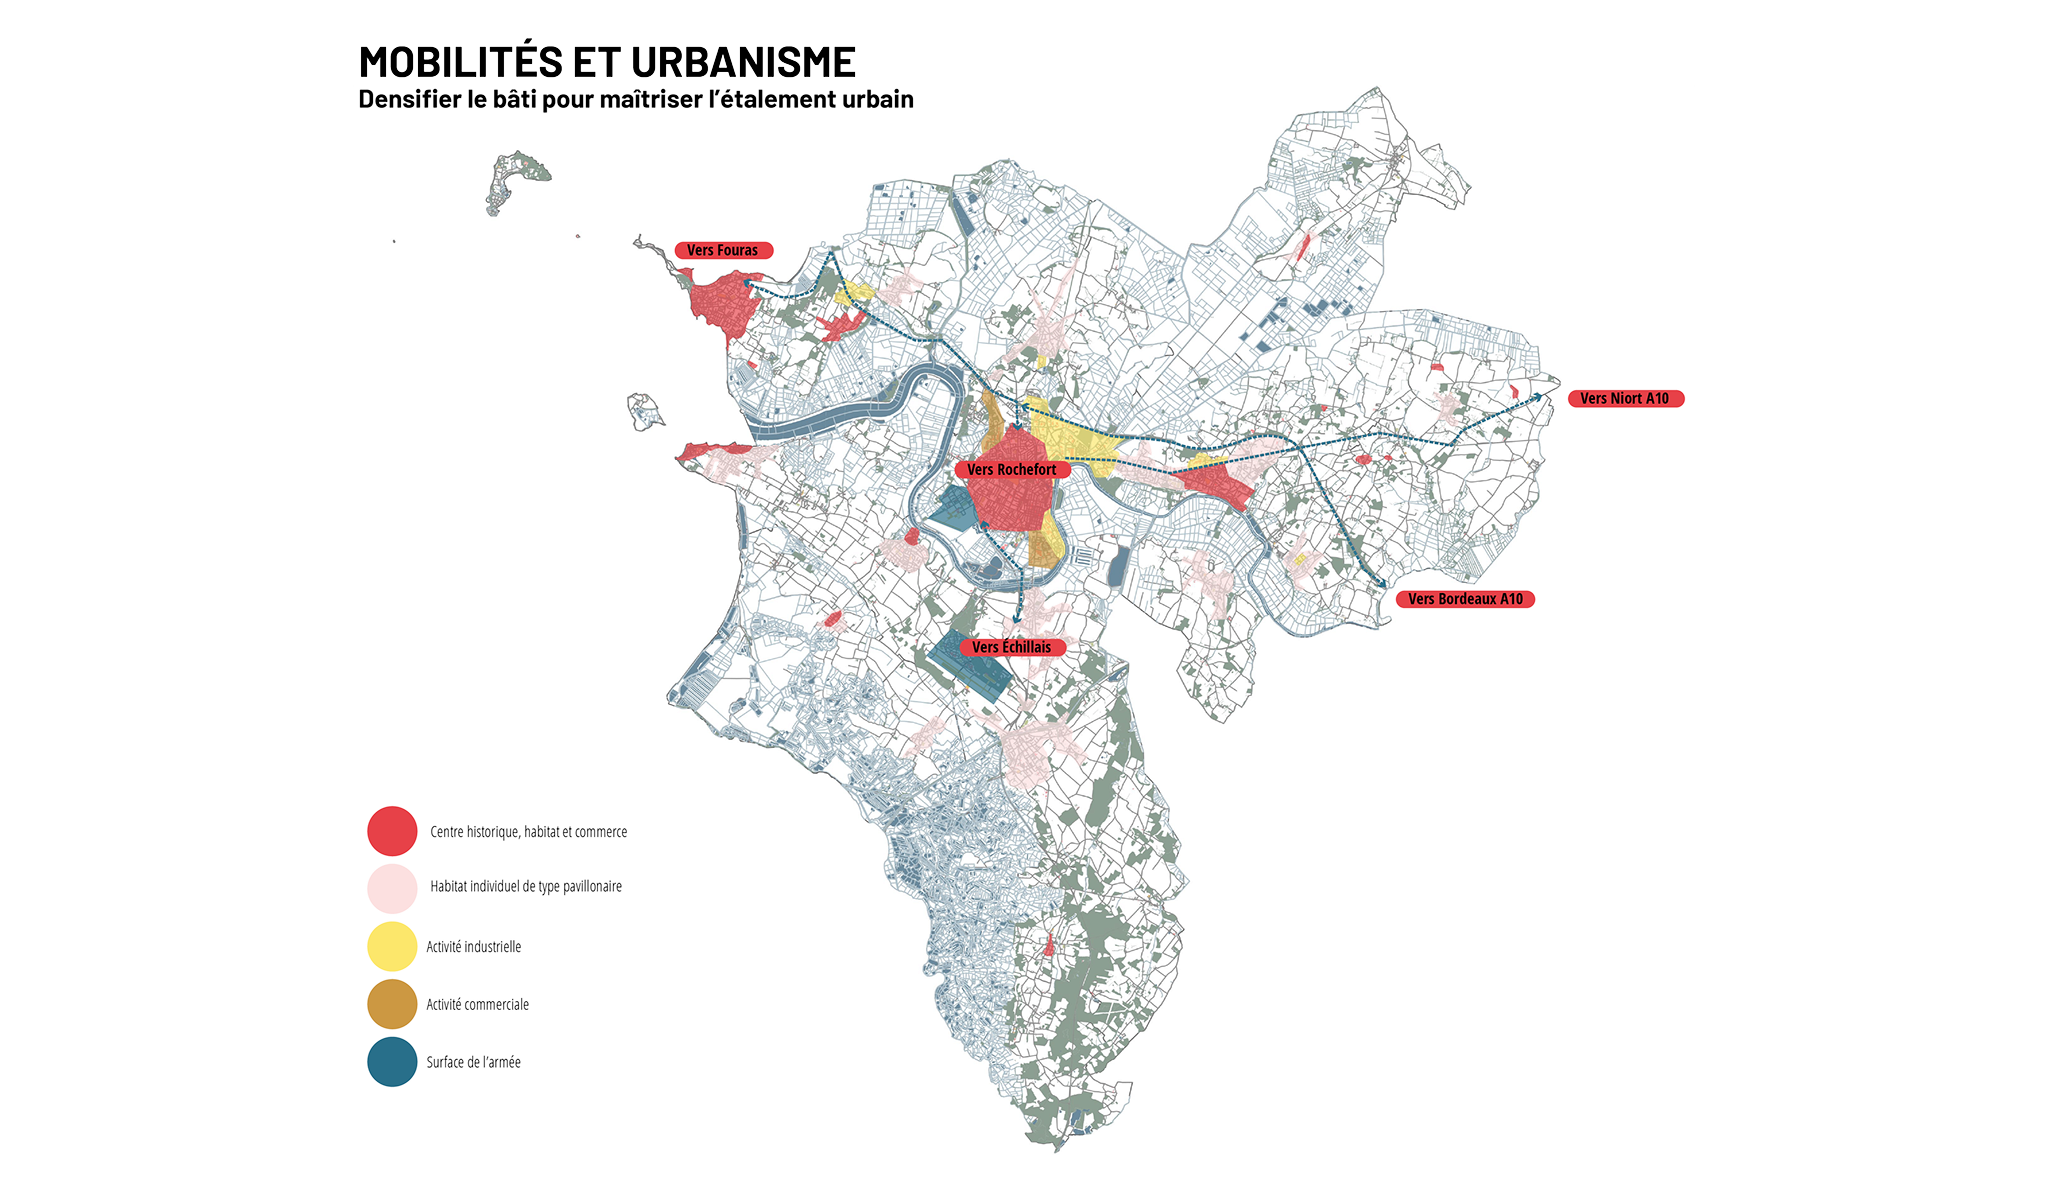 MOBILITÉS ET URBANISME
Densifier le bâti pour maîtriser l’étalement urbain
Vers Fouras
Vers Niort A10
Vers Rochefort
Vers Bordeaux A10
Vers Échillais
Centre historique, habitat et commerce
Habitat individuel de type pavillonaire
Activité industrielle
Activité commerciale
Surface de l’armée